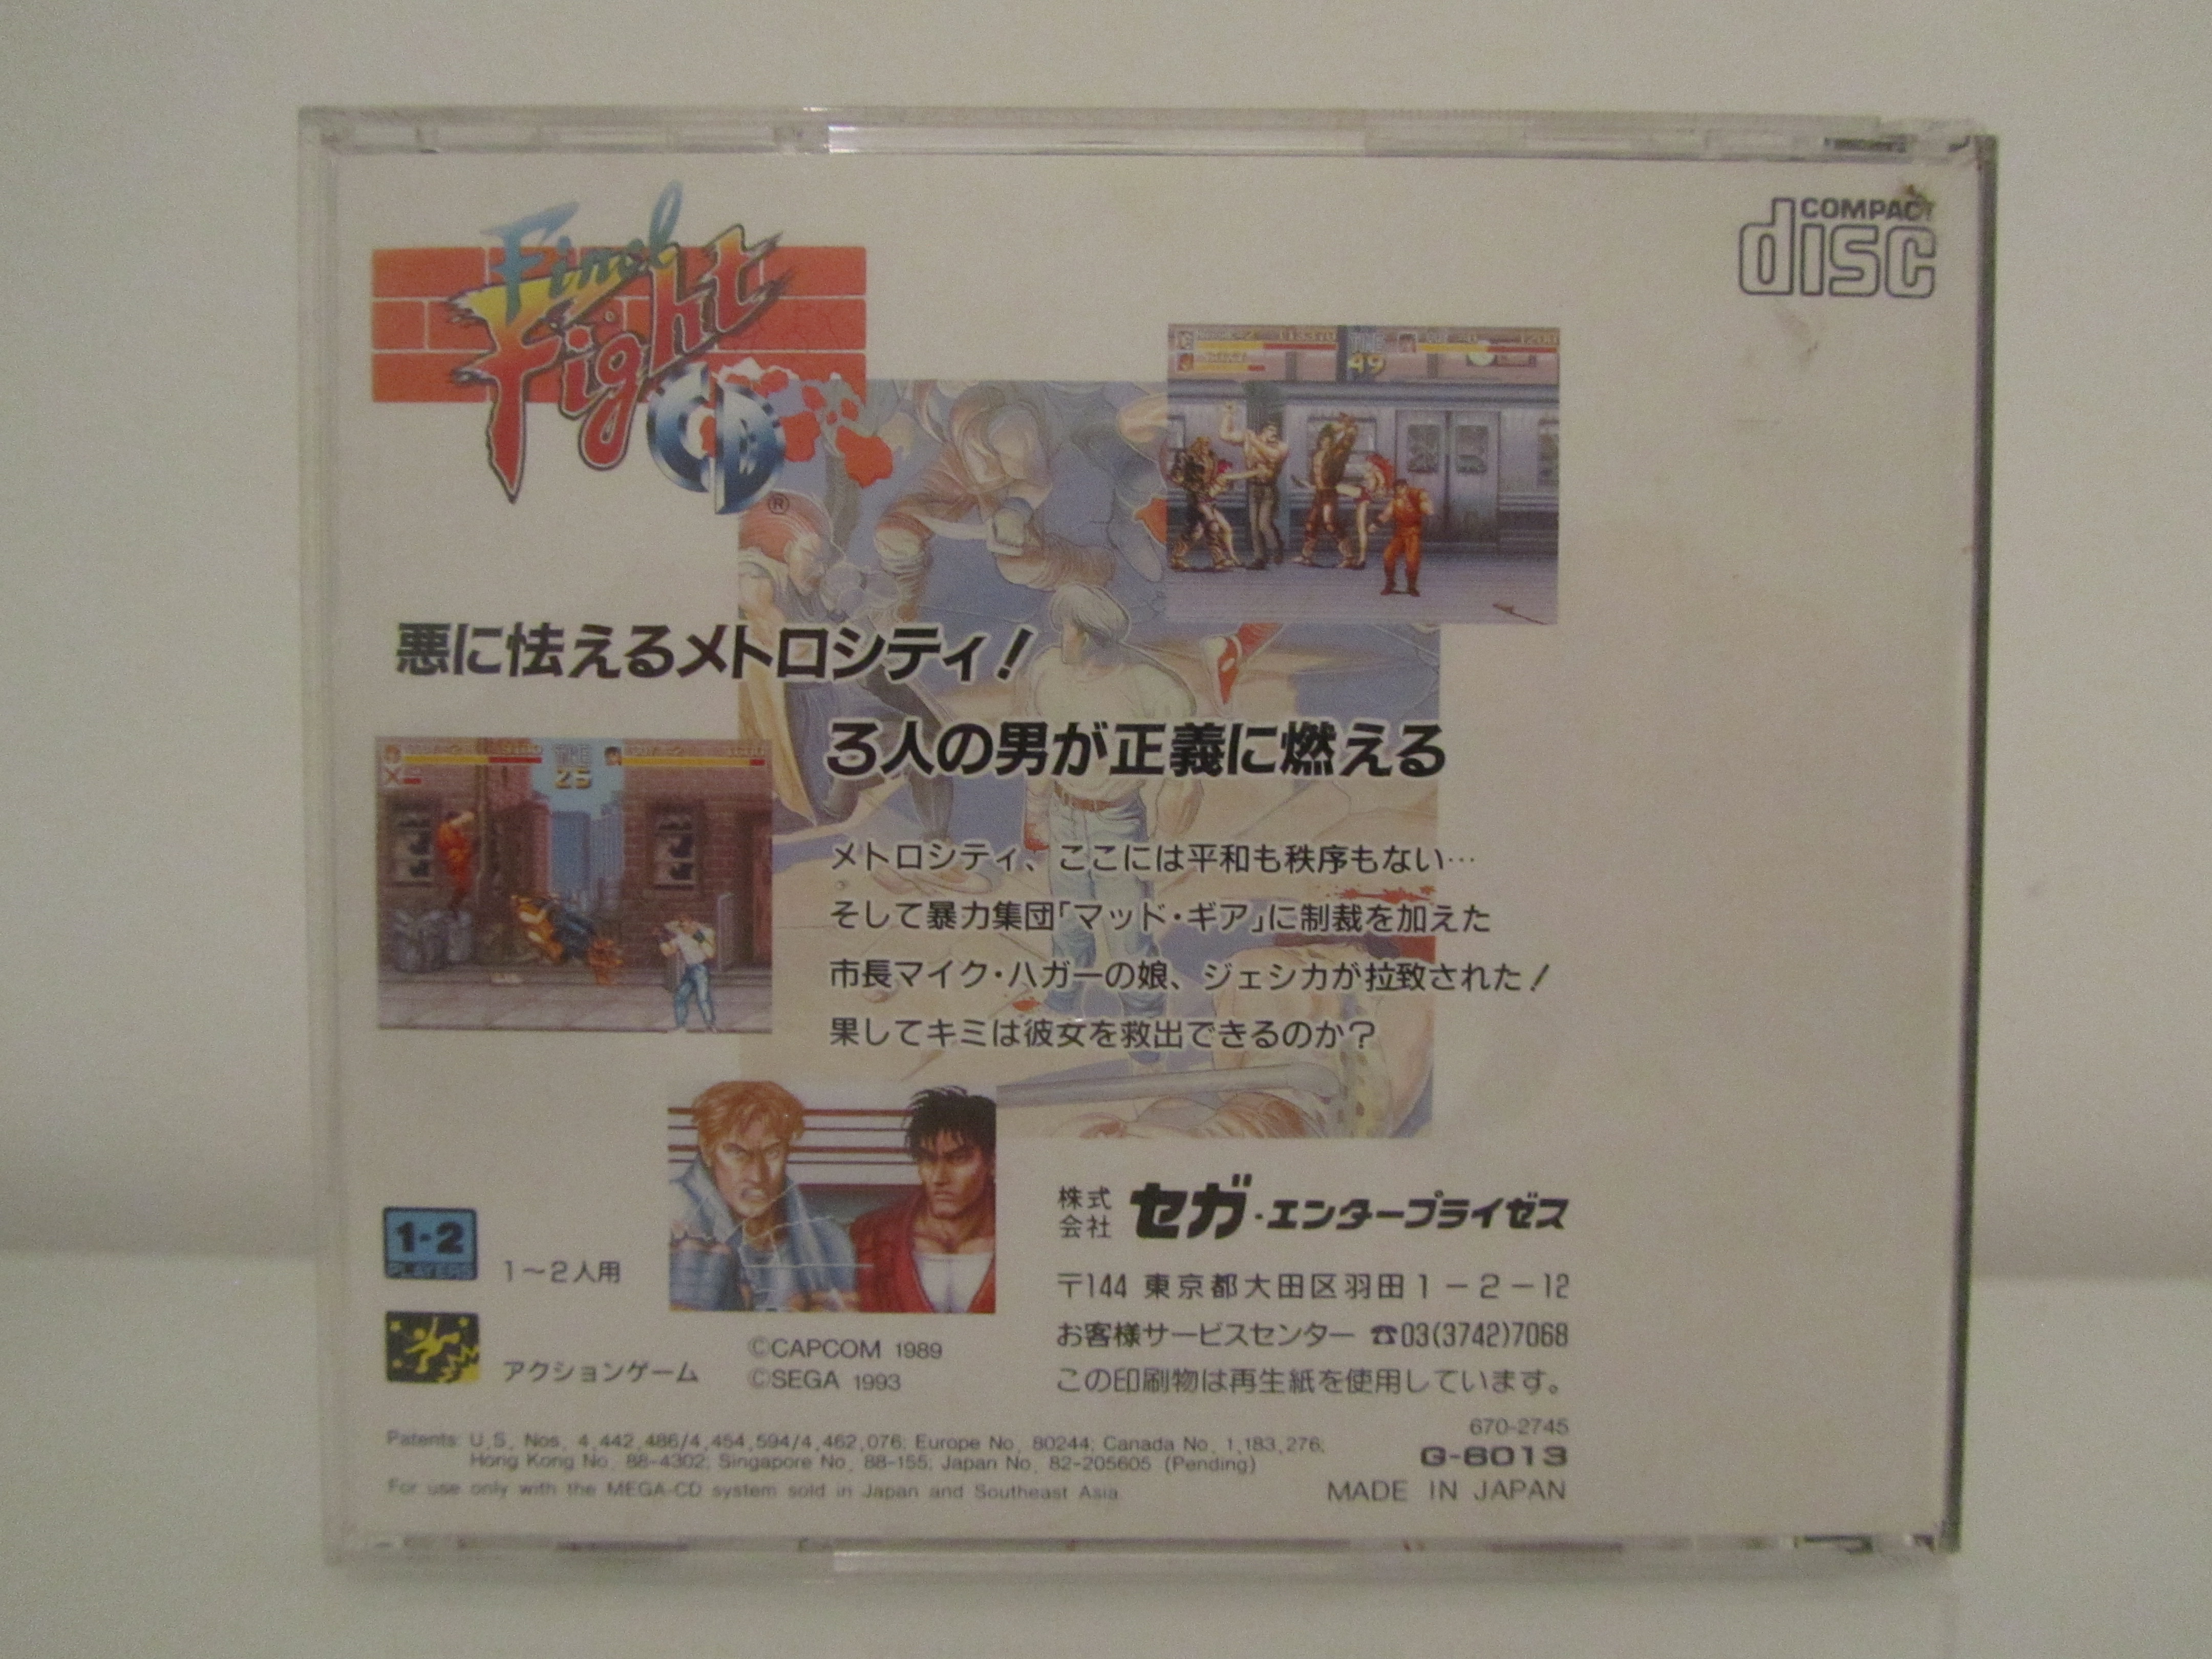 Final
Fight
CD
®
COMPACT
disc
49
悪に怯えるメトロシティ!
3人の男が正義に燃える
25
メトロシティ、ここには平和も秩序もない…
そして暴力集団「マッド・ギア」に制裁を加えた
市長マイク・ハガーの娘、ジェシカが拉致された!
果してキミは彼女を救出できるのか?
1-2
PLAYERS
1~2人用
アクションゲーム
©CAPCOM 1989
©SEGA 1993
株式会社 セガ・エンタープライゼス
〒144 東京都大田区羽田1-2-12
お客様サービスセンター ☎03(3742)7068
この印刷物は再生紙を使用しています。
670-2745
G-6013
MADE IN JAPAN
Patents: U.S. Nos. 4,442,486/4,454,594/4,462,076; Europe No. 80244; Canada No. 1,183,276;
Hong Kong No. 88-4302; Singapore No. 88-155; Japan No. 82-205605 (Pending)
For use only with the MEGA-CD system sold in Japan and Southeast Asia.